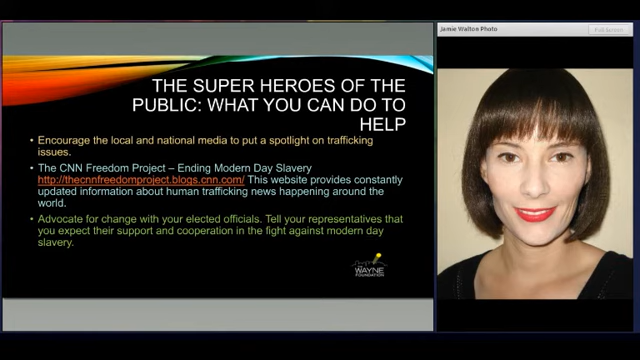 THE SUPER HEROES OF THE
PUBLIC: WHAT YOU CAN DO TO
HELP
• Encourage the local and national media to put a spotlight on trafficking
issues.
• The CNN Freedom Project – Ending Modern Day Slavery
http://thecnnfreedomproject.blogs.cnn.com/ This website provides constantly
updated information about human trafficking news happening around the
world.
• Advocate for change with your elected officials. Tell your representatives that
you expect their support and cooperation in the fight against modern day
slavery.
WAYNE
FOUNDATION
Jamie Walton Photo
Full Screen